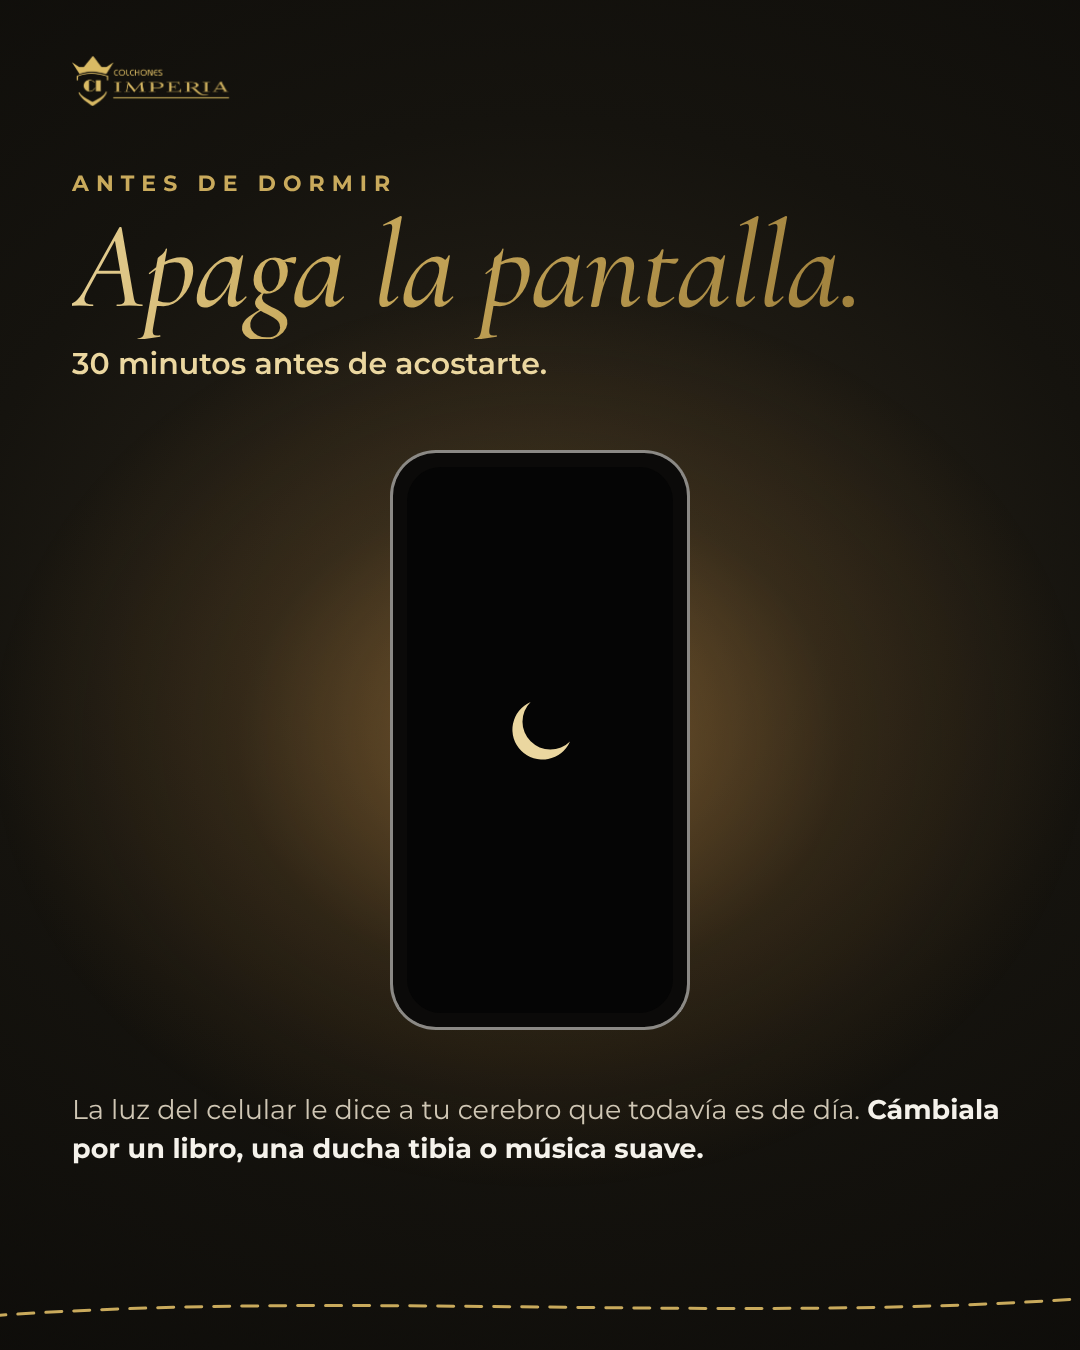 COLCHONES
a IMPERIA
ANTES DE DORMIR
Apaga la pantalla.
30 minutos antes de acostarte.
La luz del celular le dice a tu cerebro que todavía es de día. Cámbiala
por un libro, una ducha tibia o música suave.